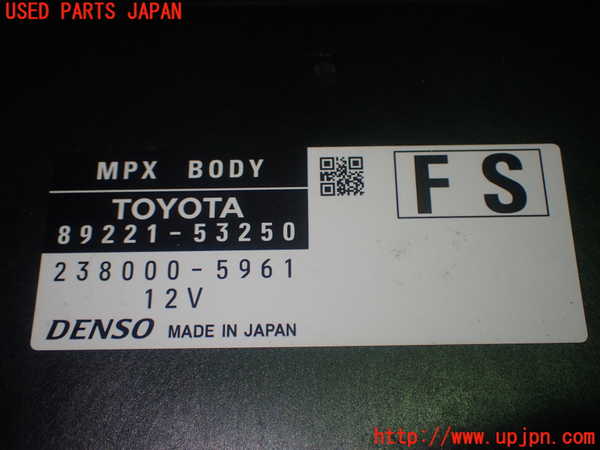 USED PARTS JAPAN
MPX BODY
TOYOTA
89221-53250
238000-5961
12V
DENSO MADE IN JAPAN
FS
http://www.upjpn.com